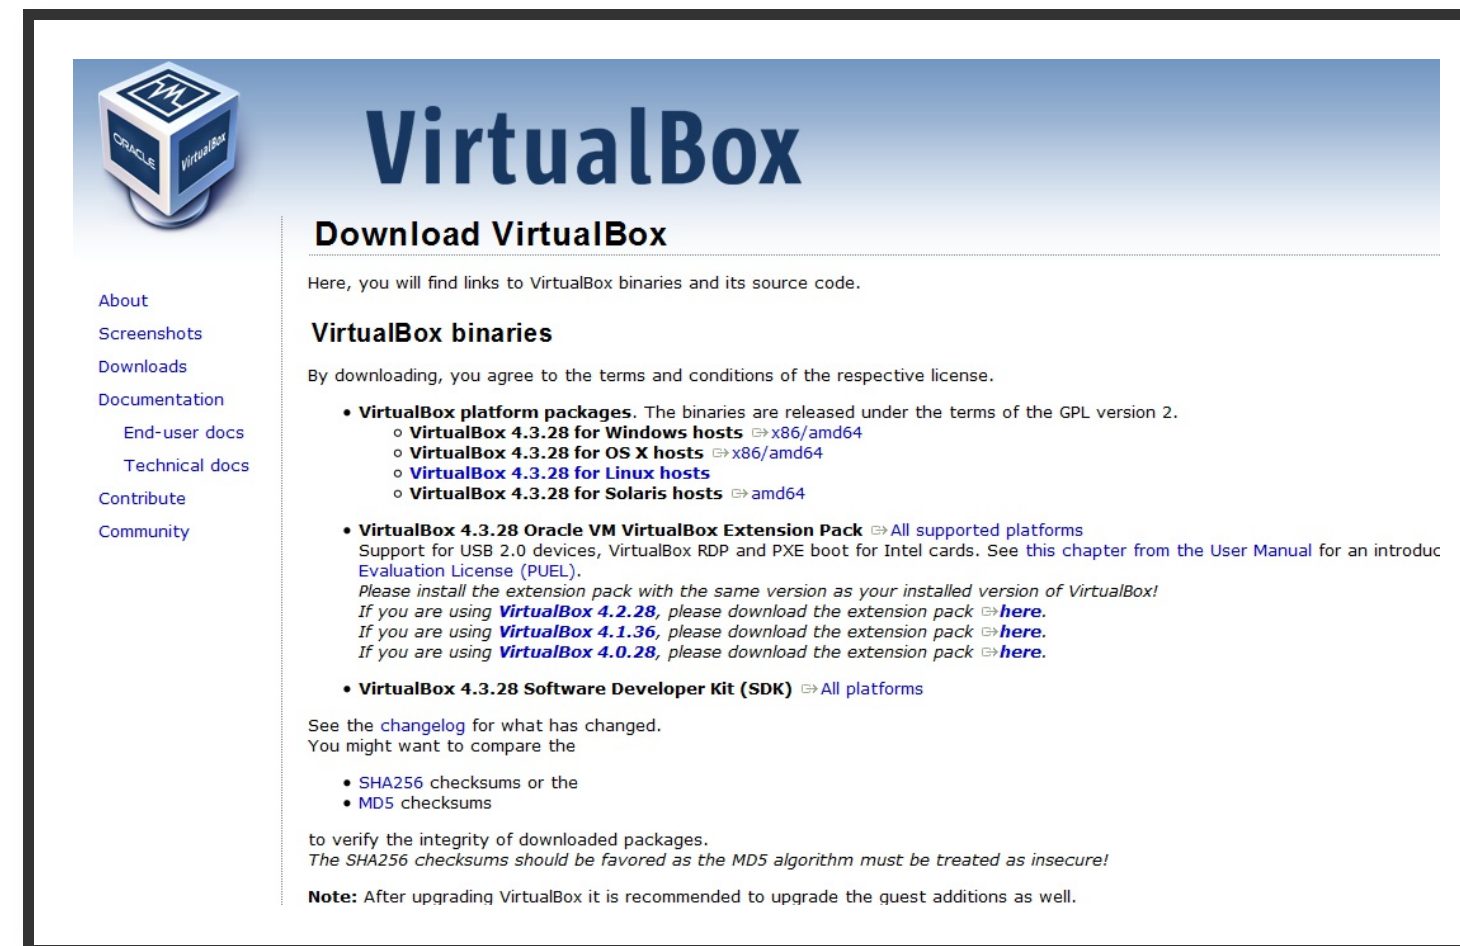 ORACLE
VirtualBox
VirtualBox
Download VirtualBox
Here, you will find links to VirtualBox binaries and its source code.
About
Screenshots
Downloads
Documentation
End-user docs
Technical docs
Contribute
Community
VirtualBox binaries
By downloading, you agree to the terms and conditions of the respective license.
• VirtualBox platform packages. The binaries are released under the terms of the GPL version 2.
VirtualBox 4.3.28 for Windows hosts x86/amd64
VirtualBox 4.3.28 for OS X hosts x86/amd64
VirtualBox 4.3.28 for Linux hosts
VirtualBox 4.3.28 for Solaris hosts amd64
• VirtualBox 4.3.28 Oracle VM VirtualBox Extension Pack All supported platforms
Support for USB 2.0 devices, VirtualBox RDP and PXE boot for Intel cards. See this chapter from the User Manual for an introduc
Evaluation License (PUEL).
Please install the extension pack with the same version as your installed version of VirtualBox!
If you are using VirtualBox 4.2.28, please download the extension pack here.
If you are using VirtualBox 4.1.36, please download the extension pack here.
If you are using VirtualBox 4.0.28, please download the extension pack here.
• VirtualBox 4.3.28 Software Developer Kit (SDK) All platforms
See the changelog for what has changed.
You might want to compare the
• SHA256 checksums or the
• MD5 checksums
to verify the integrity of downloaded packages.
The SHA256 checksums should be favored as the MD5 algorithm must be treated as insecure!
Note: After upgrading VirtualBox it is recommended to upgrade the guest additions as well.